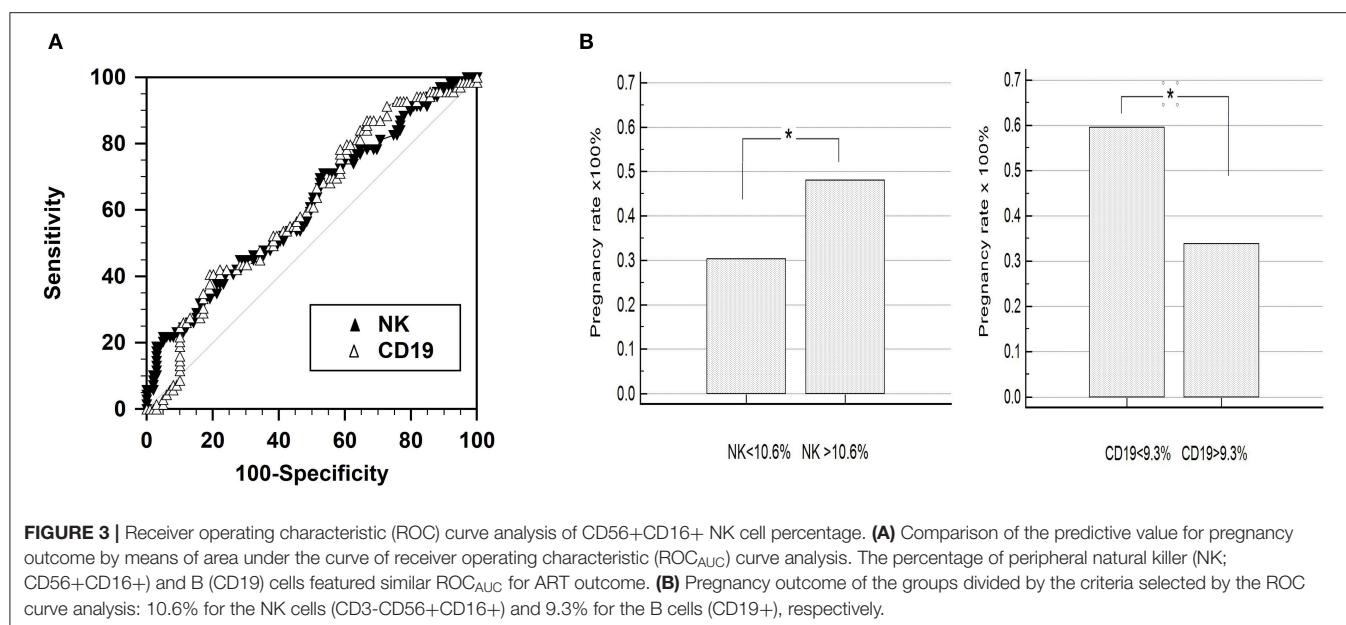 A
100
80
60
40
20
0
Sensitivity
0 20 40 60 80 100
100-Specificity
▲ NK
△ CD19
B
0.7
0.6
0.5
0.4
0.3
0.2
0.1
0.0
Pregnancy rate x100%
*
NK<10.6% NK >10.6%
0.7
0.6
0.5
0.4
0.3
0.2
0.1
0.0
Pregnancy rate x 100%
*
CD19<9.3% CD19>9.3%
FIGURE 3 | Receiver operating characteristic (ROC) curve analysis of CD56+CD16+ NK cell percentage. (A) Comparison of the predictive value for pregnancy
outcome by means of area under the curve of receiver operating characteristic (ROCAUC) curve analysis. The percentage of peripheral natural killer (NK;
CD56+CD16+) and B (CD19) cells featured similar ROCAUC for ART outcome. (B) Pregnancy outcome of the groups divided by the criteria selected by the ROC
curve analysis: 10.6% for the NK cells (CD3-CD56+CD16+) and 9.3% for the B cells (CD19+), respectively.